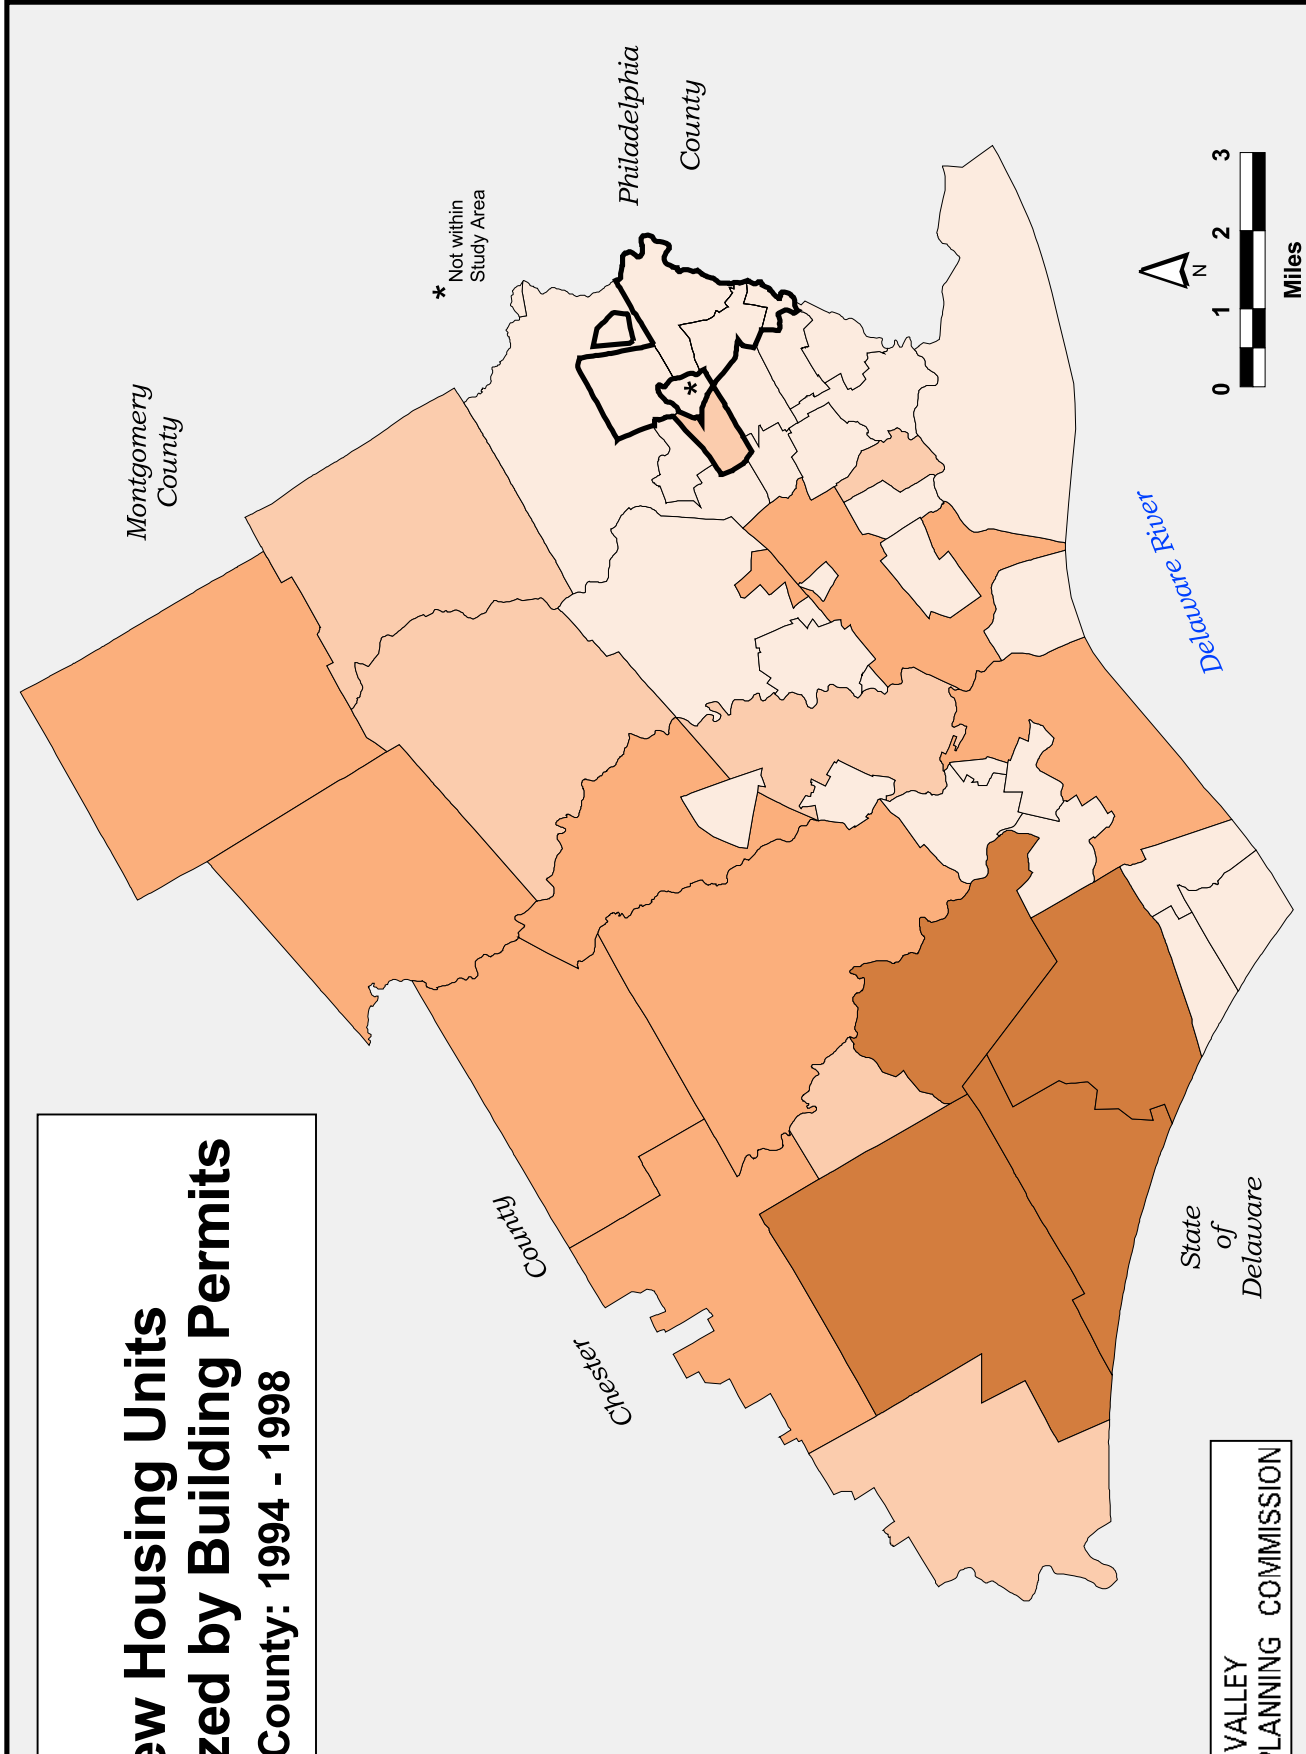 ew Housing Units
zed by Building Permits
County: 1994 - 1998
Montgomery
County
*
Not within
Study Area
Philadelphia
County
*
Chester
County
Delaware River
State
of
Delaware
N
0 1 2 3
Miles
VALLEY
PLANNING COMMISSION